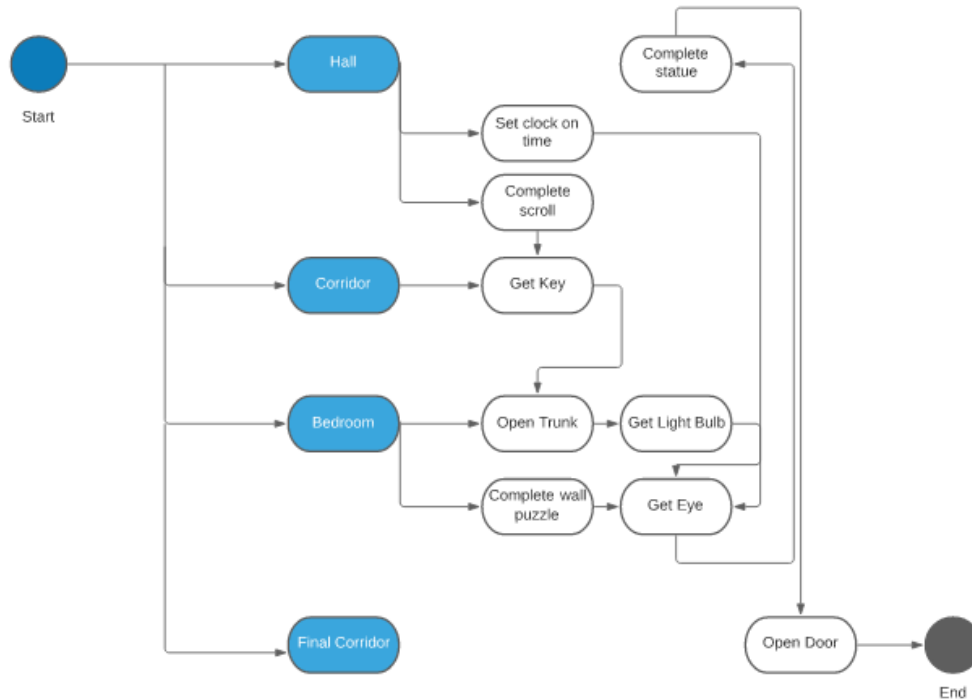 Hall
Complete
statue
Start
Set clock on
time
Complete
scroll
Corridor
Get Key
Bedroom
Open Trunk
Get Light Bulb
Complete wall
puzzle
Get Eye
Final Corridor
Open Door
End